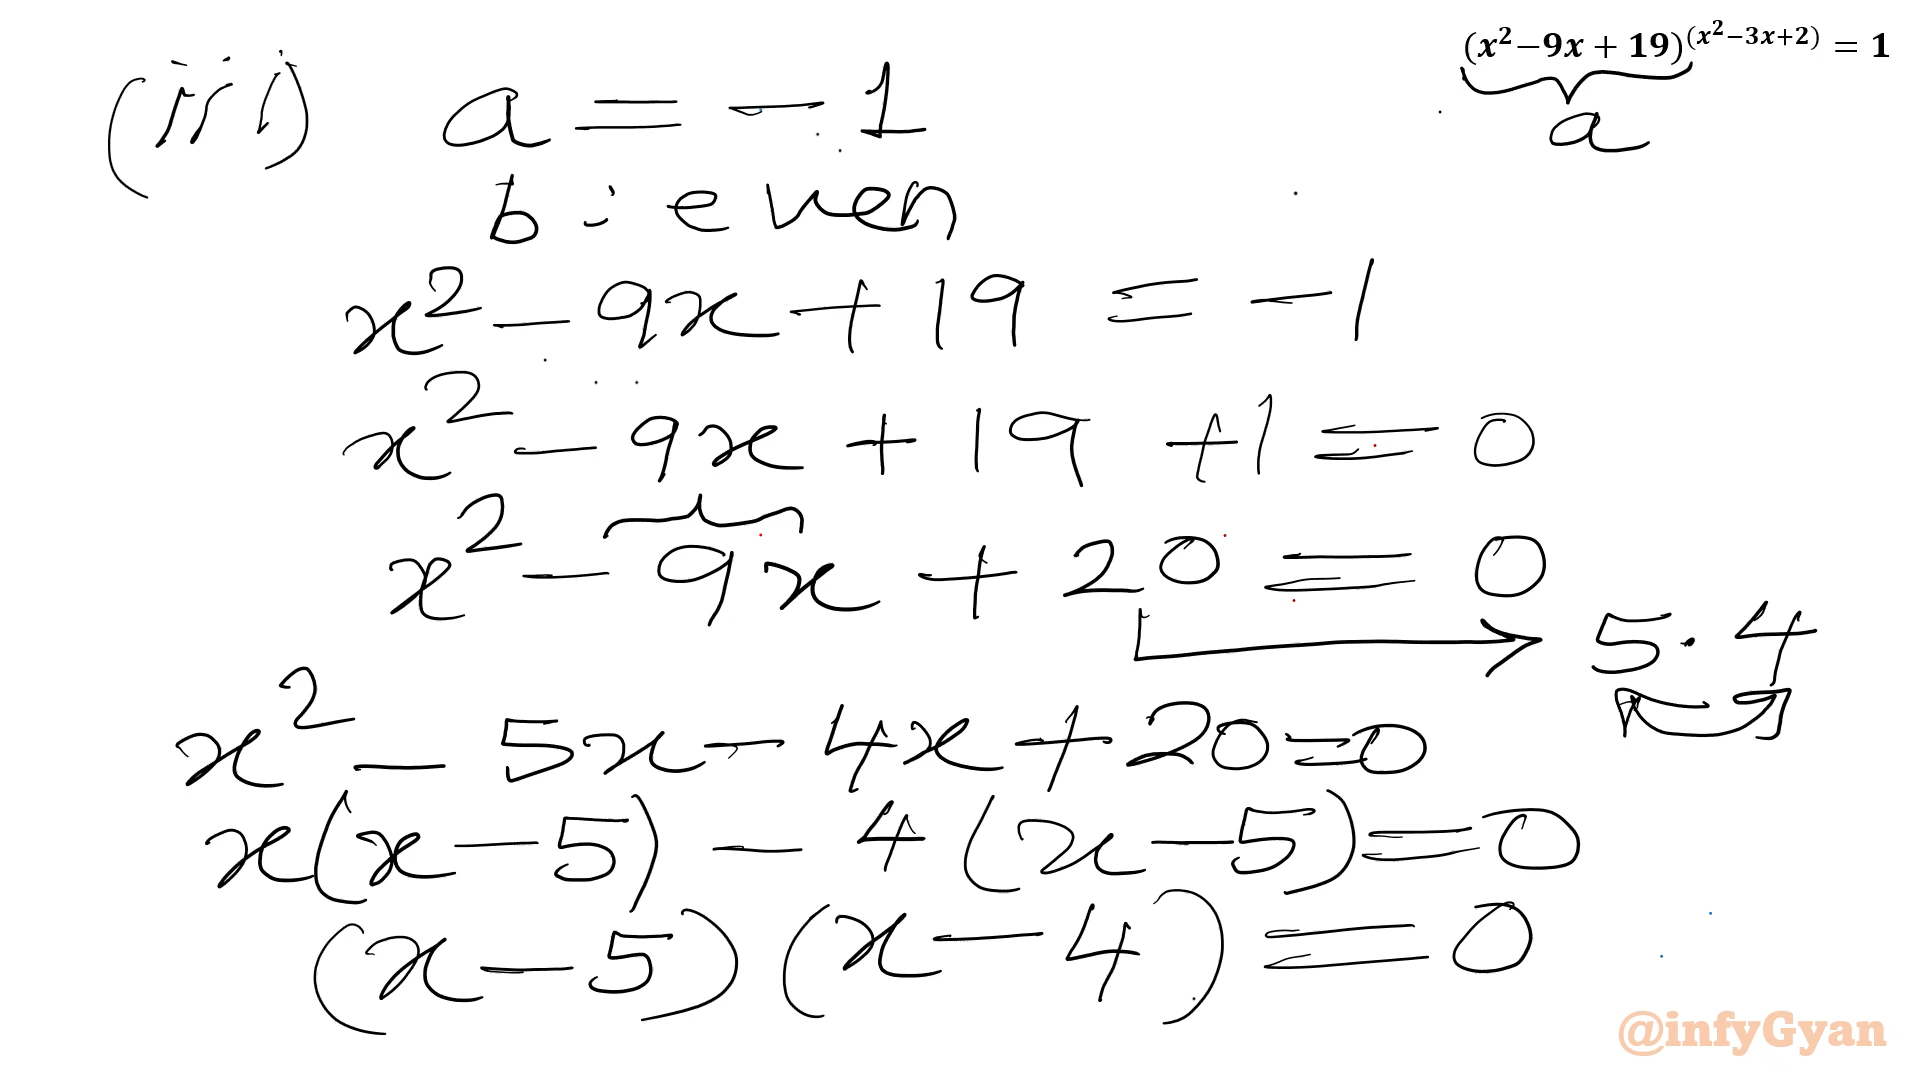 (x²−9x + 19)^(x²−3x+2) = 1
a
(iii) a = − 1
b : even
x² − 9x + 19 = − 1
x² − 9x + 19 + 1 = 0
x² − 9x + 20 = 0
5 . 4
x² − 5x − 4x + 20 = 0
x(x − 5) − 4(x − 5) = 0
(x − 5) (x − 4) = 0
@infyGyan